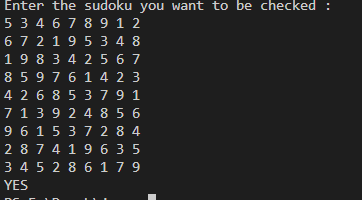 Enter the sudoku you want to be checked :
5 3 4 6 7 8 9 1 2
6 7 2 1 9 5 3 4 8
1 9 8 3 4 2 5 6 7
8 5 9 7 6 1 4 2 3
4 2 6 8 5 3 7 9 1
7 1 3 9 2 4 8 5 6
9 6 1 5 3 7 2 8 4
2 8 7 4 1 9 6 3 5
3 4 5 2 8 6 1 7 9
YES